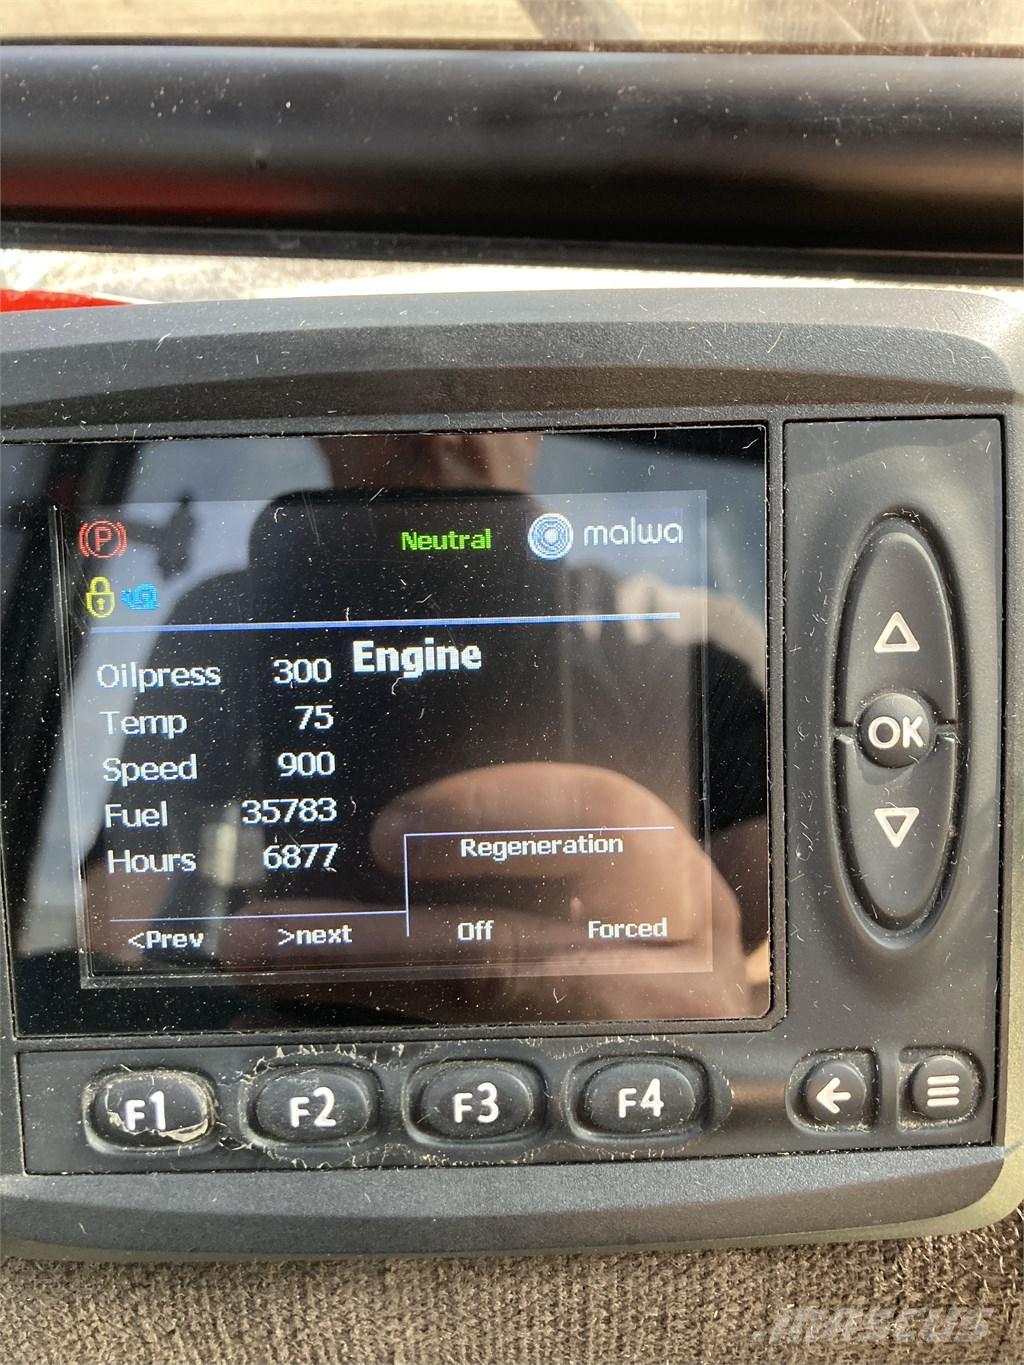 P
Neutral
malwa
Engine
Oilpress 300
Temp 75
Speed 900
Fuel 35783
Hours 6877
Regeneration
<Prev >next Off Forced
OK
F1 F2 F3 F4
MASCUS